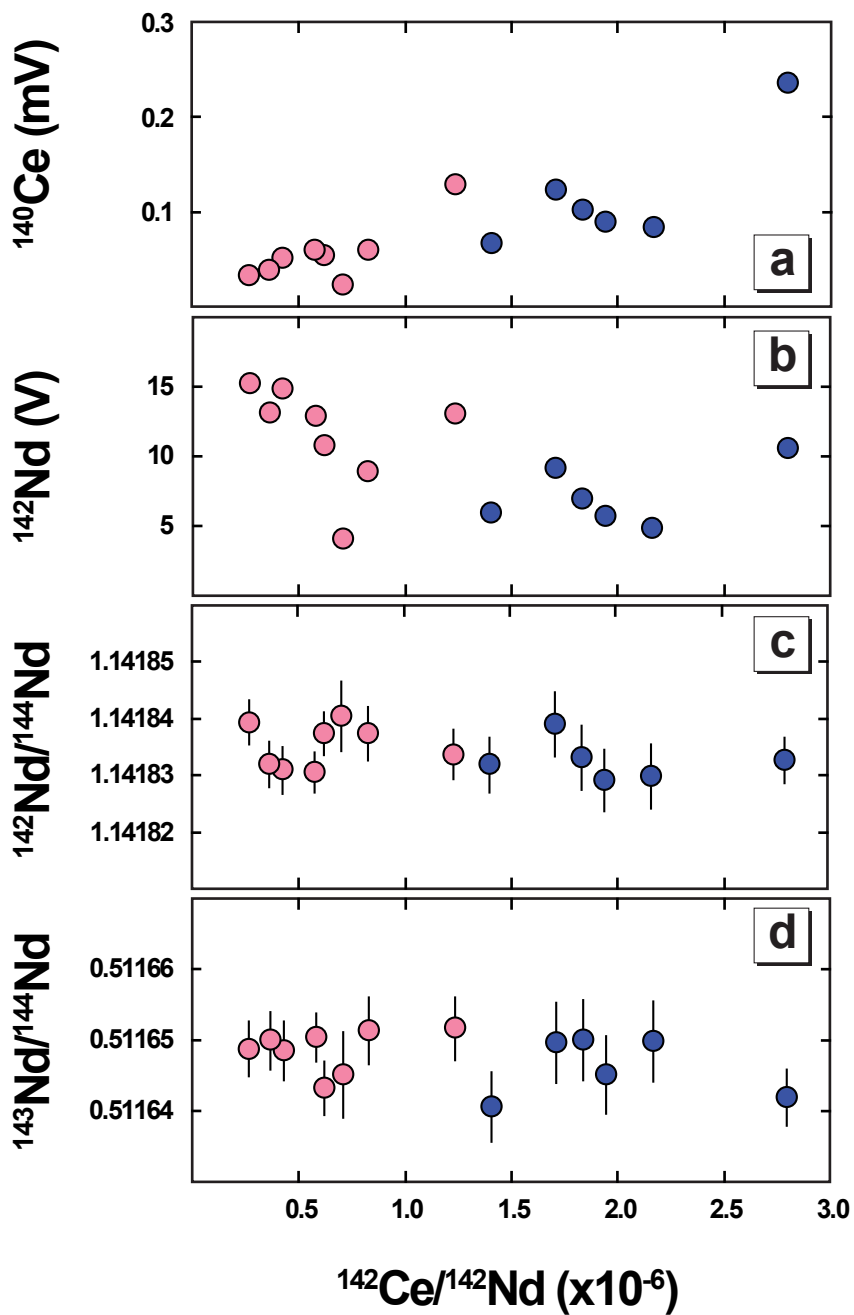 0.3
0.2
0.1
¹⁴⁰Ce (mV)
a
15
10
5
¹⁴²Nd (V)
b
1.14185
1.14184
1.14183
1.14182
¹⁴²Nd/¹⁴⁴Nd
c
0.51166
0.51165
0.51164
¹⁴³Nd/¹⁴⁴Nd
d
0.5 1.0 1.5 2.0 2.5 3.0
¹⁴²Ce/¹⁴²Nd (x10⁻⁶)